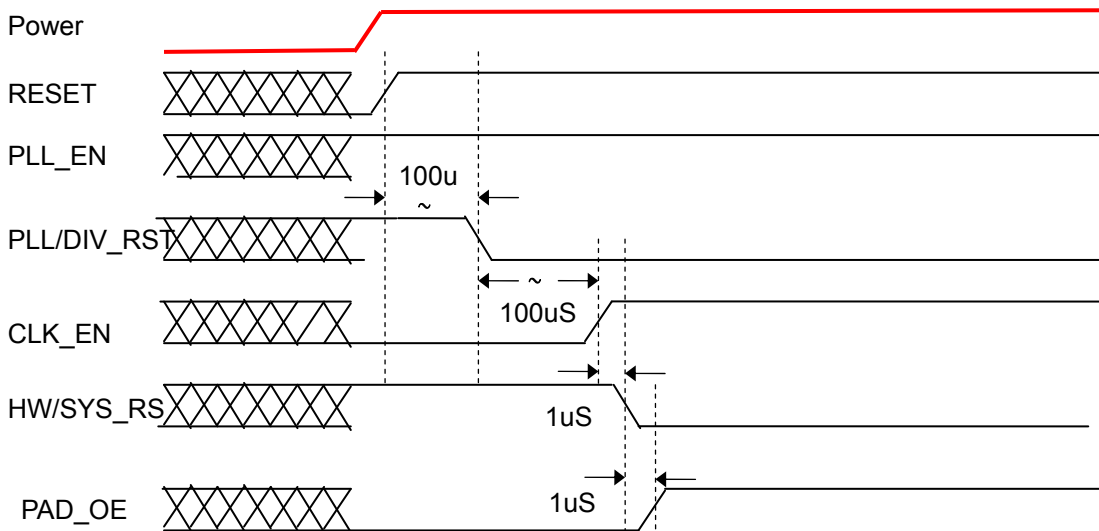 Power
RESET
PLL_EN
100u
~
PLL/DIV_RST
~
100uS
CLK_EN
HW/SYS_RS
1uS
1uS
PAD_OE